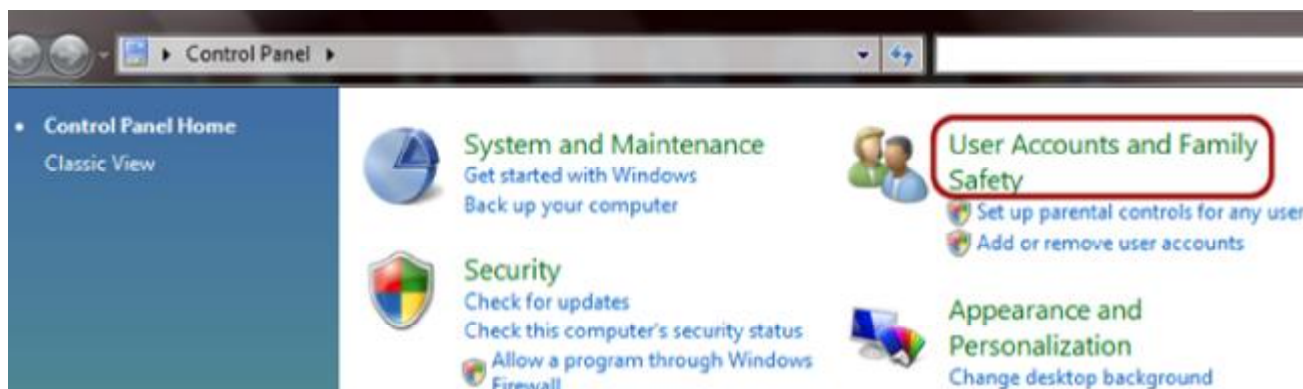 Control Panel
Control Panel Home
Classic View
System and Maintenance
Get started with Windows
Back up your computer
Security
Check for updates
Check this computer's security status
Allow a program through Windows
Firewall
User Accounts and Family
Safety
Set up parental controls for any user
Add or remove user accounts
Appearance and
Personalization
Change desktop background